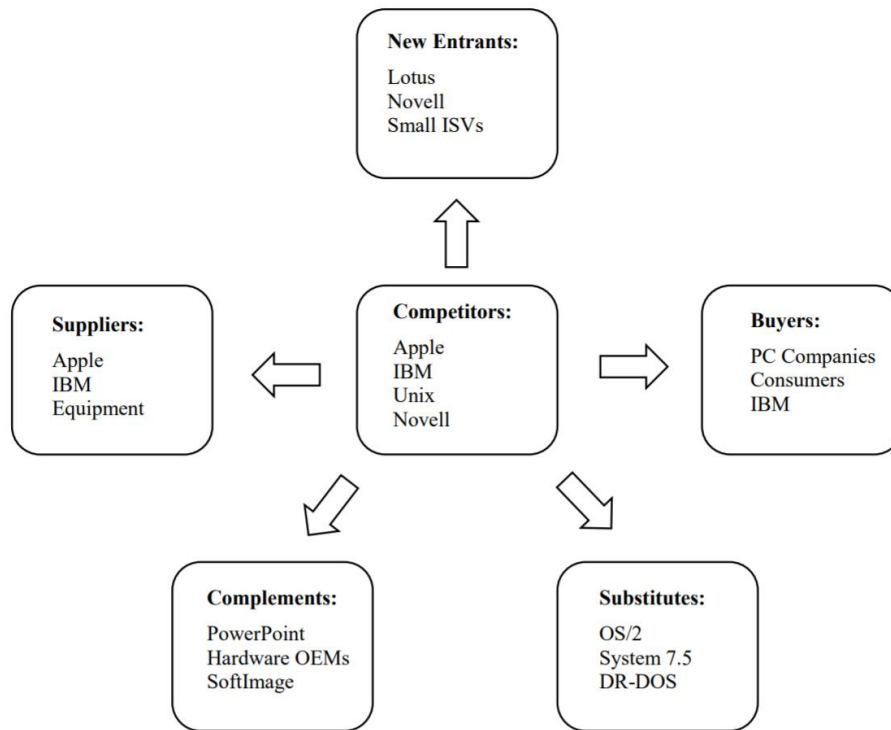 New Entrants:
Lotus
Novell
Small ISVs
Suppliers:
Apple
IBM
Equipment
Competitors:
Apple
IBM
Unix
Novell
Buyers:
PC Companies
Consumers
IBM
Complements:
PowerPoint
Hardware OEMs
SoftImage
Substitutes:
OS/2
System 7.5
DR-DOS